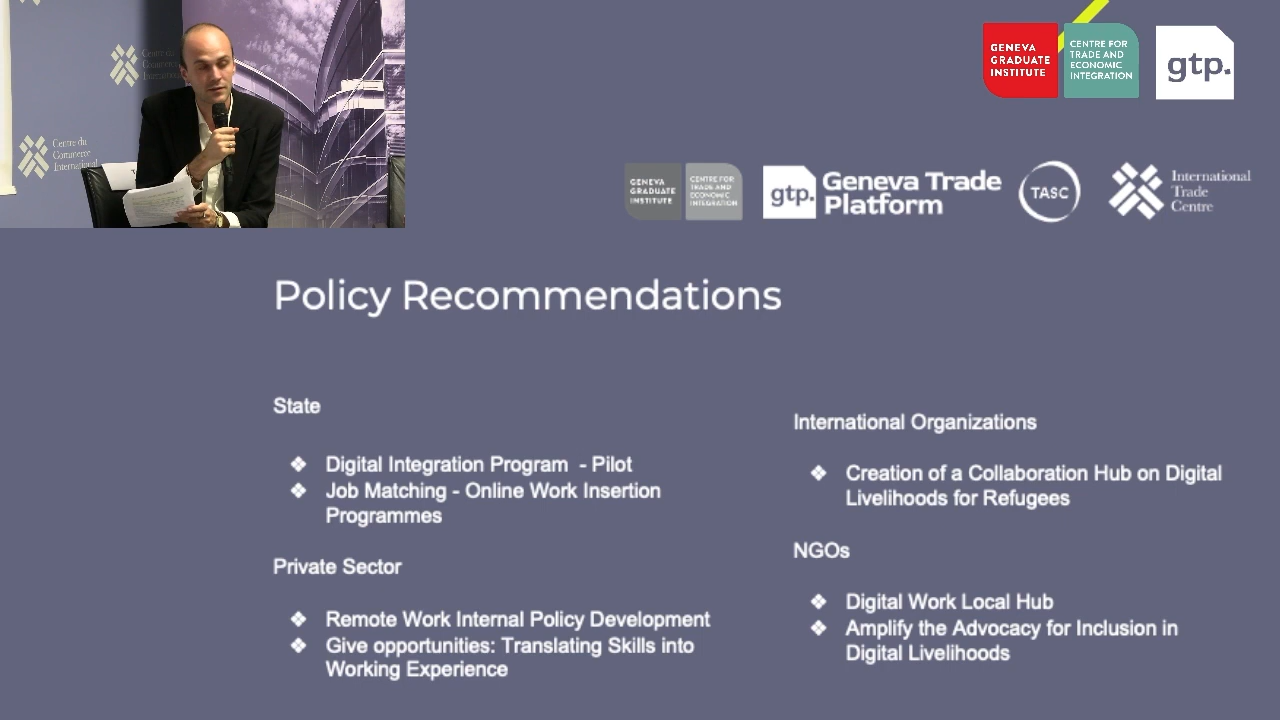 Centre du
Commerce
International
GENEVA
GRADUATE
INSTITUTE
CENTRE FOR
TRADE AND
ECONOMIC
INTEGRATION
gtp.
GENEVA
GRADUATE
INSTITUTE
CENTRE FOR
TRADE AND
ECONOMIC
INTEGRATION
gtp.
Geneva Trade
Platform
TASC
International
Trade
Centre
Policy Recommendations
State
❖ Digital Integration Program - Pilot
❖ Job Matching - Online Work Insertion
Programmes
Private Sector
❖ Remote Work Internal Policy Development
❖ Give opportunities: Translating Skills into
Working Experience
International Organizations
❖ Creation of a Collaboration Hub on Digital
Livelihoods for Refugees
NGOs
❖ Digital Work Local Hub
❖ Amplify the Advocacy for Inclusion in
Digital Livelihoods